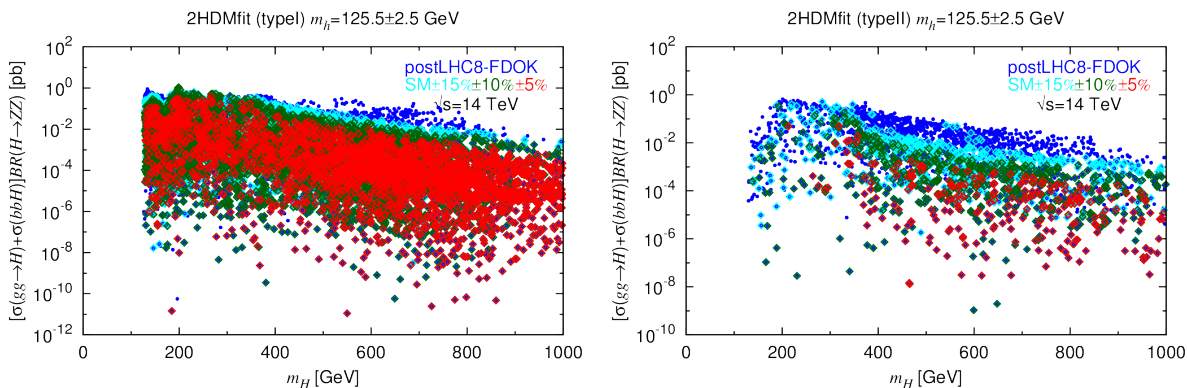 2HDMfit (typeI) m_h=125.5±2.5 GeV
[σ(gg→H)+σ(bbH)]BR(H→ZZ) [pb]
10^2
10^0
10^-2
10^-4
10^-6
10^-8
10^-10
10^-12
postLHC8-FDOK
SM±15%±10%±5%
√s=14 TeV
0 200 400 600 800 1000
m_H [GeV]
2HDMfit (typeII) m_h=125.5±2.5 GeV
[σ(gg→H)+σ(bbH)]BR(H→ZZ) [pb]
10^2
10^0
10^-2
10^-4
10^-6
10^-8
10^-10
postLHC8-FDOK
SM±15%±10%±5%
√s=14 TeV
0 200 400 600 800 1000
m_H [GeV]